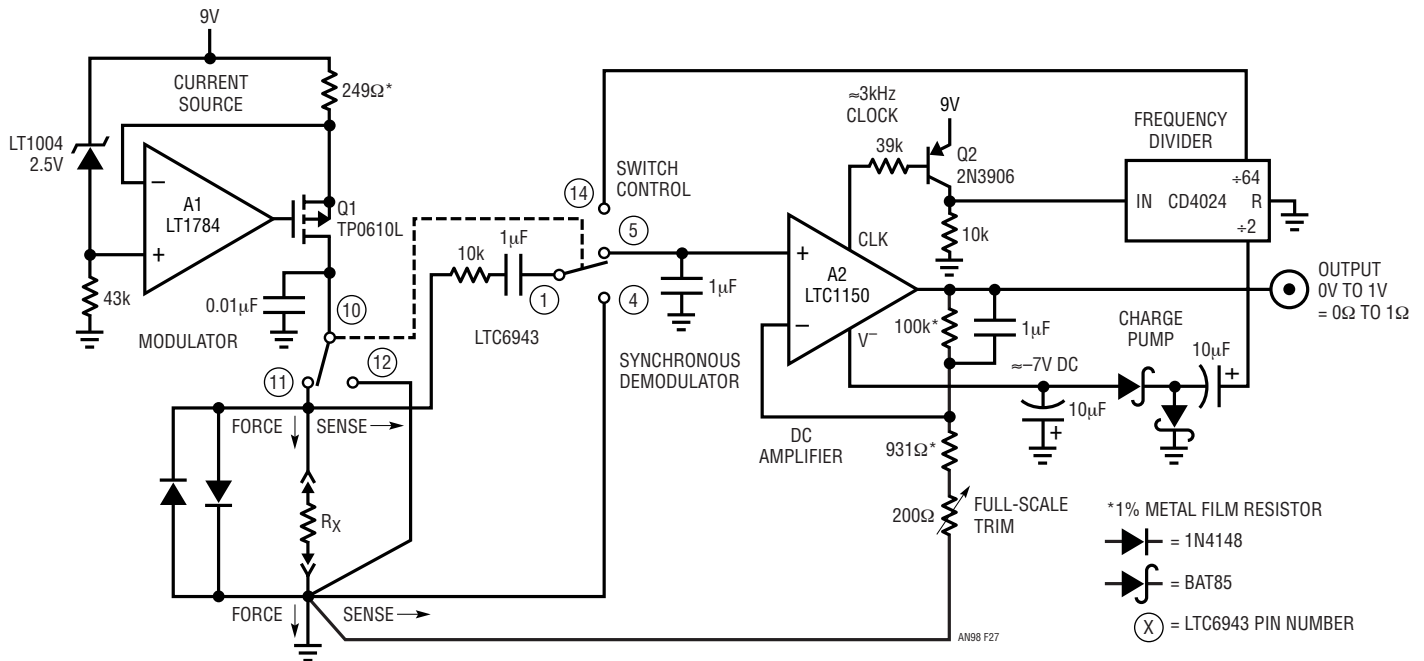 9V
CURRENT
SOURCE
249Ω*
LT1004
2.5V
−
A1
LT1784
+
Q1
TP0610L
43k
0.01µF
MODULATOR
10
11
12
10k
1µF
1
LTC6943
14
SWITCH
CONTROL
5
4
1µF
SYNCHRONOUS
DEMODULATOR
≈3kHz
CLOCK
39k
9V
Q2
2N3906
10k
FREQUENCY
DIVIDER
÷64
IN CD4024 R
÷2
CLK
+
A2
LTC1150
−
V−
100k*
1µF
OUTPUT
0V TO 1V
= 0Ω TO 1Ω
CHARGE
PUMP
10µF
+
≈–7V DC
10µF
+
DC
AMPLIFIER
931Ω*
200Ω
FULL-SCALE
TRIM
FORCE
SENSE
RX
FORCE
SENSE
*1% METAL FILM RESISTOR
= 1N4148
= BAT85
X = LTC6943 PIN NUMBER
AN98 F27